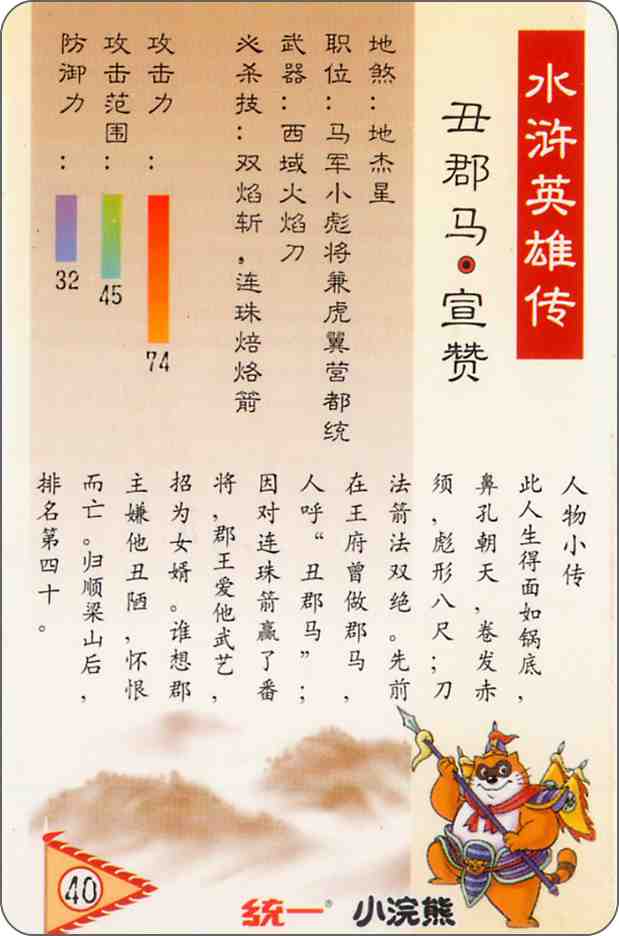 水浒英雄传
丑郡马·宣赞
地煞：地杰星
职位：马军小彪将兼虎翼营都统
武器：西域火焰刀
必杀技：双焰斩，连珠焙烙箭
攻击力：
74
攻击范围：
45
防御力：
32
人物小传
此人生得面如锅底，
鼻孔朝天，卷发赤
须，彪形八尺；刀
法箭法双绝。先前
在王府曾做郡马，
人呼“丑郡马”；
因对连珠箭赢了番
将，郡王爱他武艺，
招为女婿。谁想郡
主嫌他丑陋，怀恨
而亡。归顺梁山后，
排名第四十。
40
统一® 小浣熊